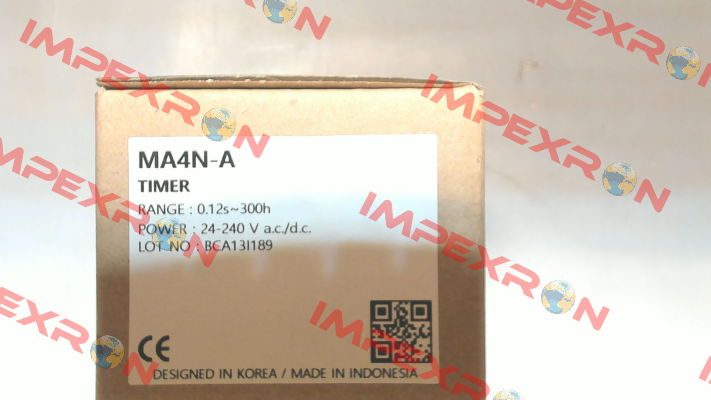 MA4N-A
TIMER
RANGE : 0.12s~300h
POWER : 24-240 V a.c./d.c.
LOT NO : BCA13I189
CE
DESIGNED IN KOREA / MADE IN INDONESIA
IMPEXRON
IMPEXRON
IMPEXRON
IMPEXRON
IMPEXRON
IMPEXRON
IMPEXRON